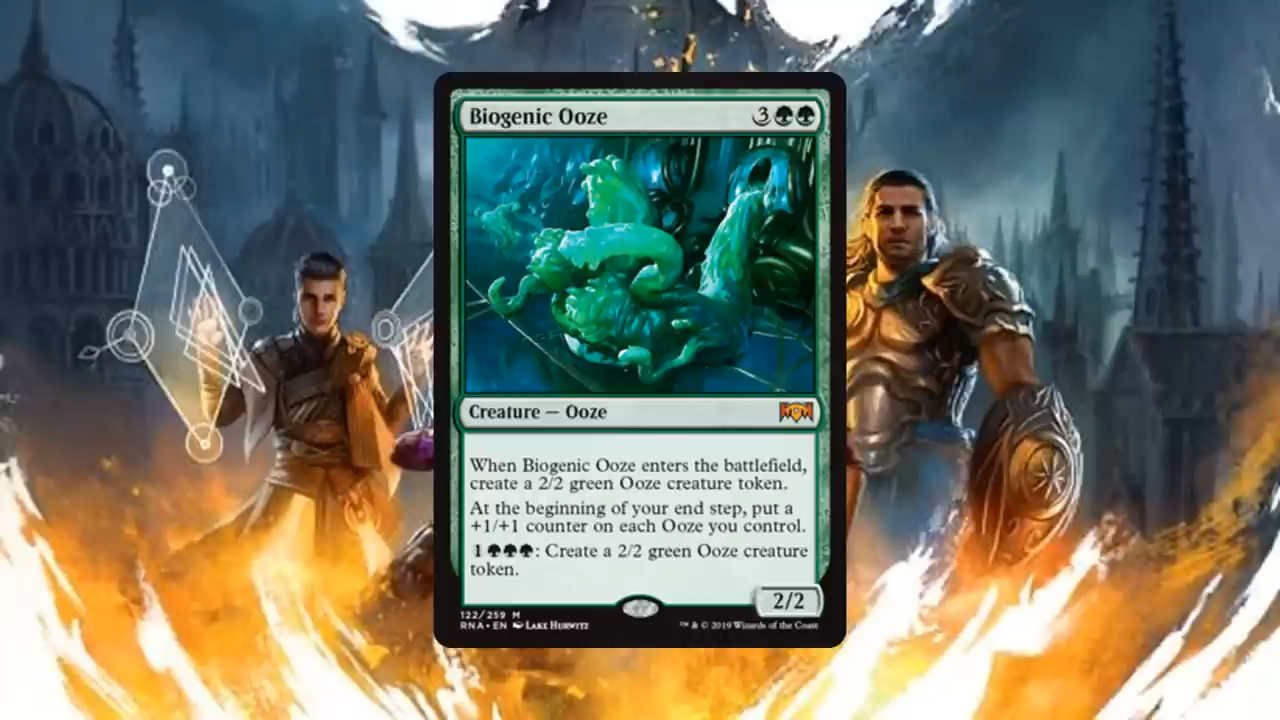 Biogenic Ooze 3
Creature — Ooze
When Biogenic Ooze enters the battlefield,
create a 2/2 green Ooze creature token.
At the beginning of your end step, put a
+1/+1 counter on each Ooze you control.
1 : Create a 2/2 green Ooze creature
token.
2/2
122/259 M
RNA • EN Lake Hurwitz
™ & © 2019 Wizards of the Coast